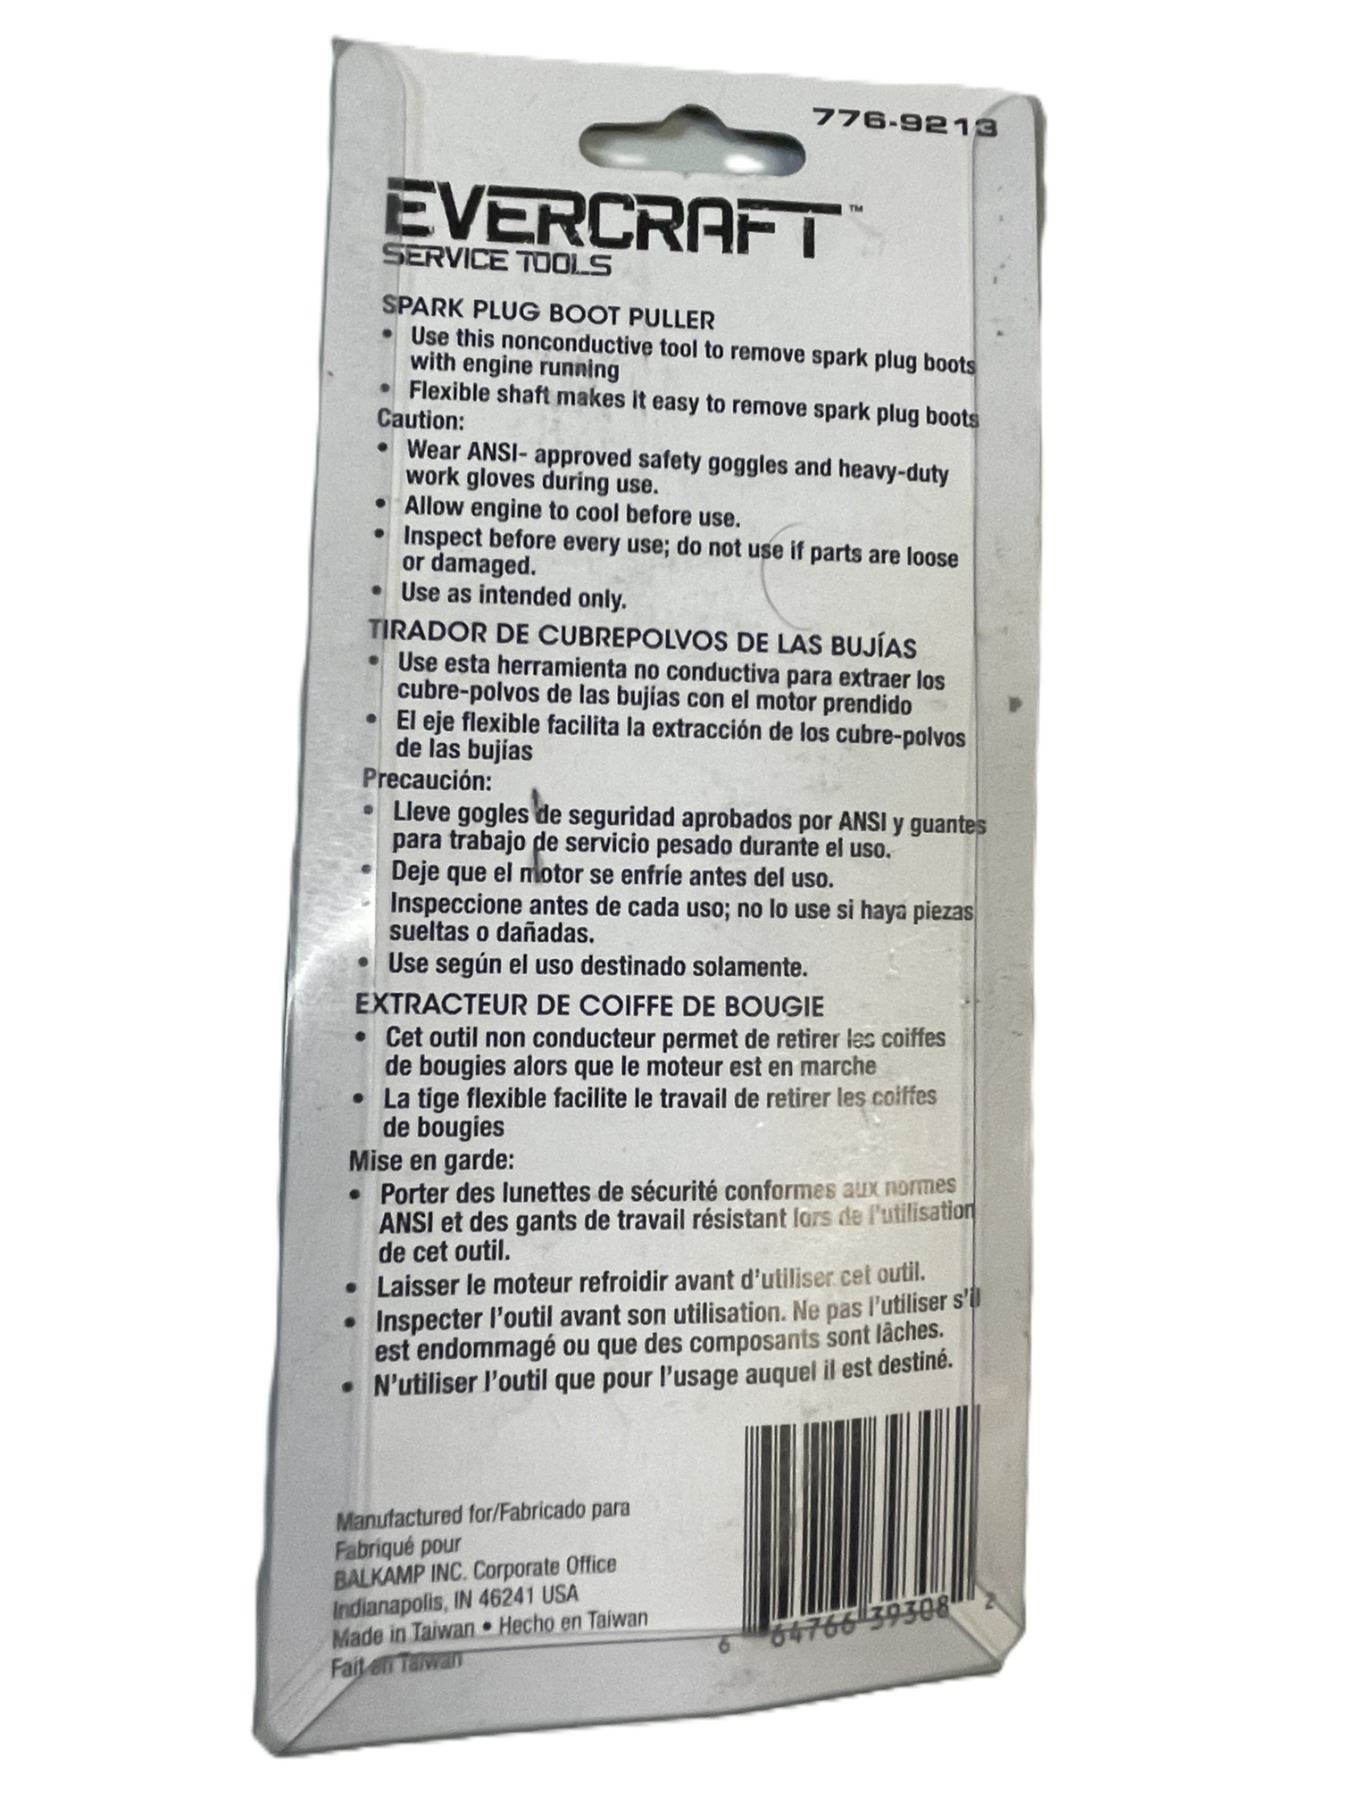 776-9213
EVERCRAFT™
SERVICE TOOLS
SPARK PLUG BOOT PULLER
• Use this nonconductive tool to remove spark plug boots
with engine running
• Flexible shaft makes it easy to remove spark plug boots
Caution:
• Wear ANSI- approved safety goggles and heavy-duty
work gloves during use.
• Allow engine to cool before use.
• Inspect before every use; do not use if parts are loose
or damaged.
• Use as intended only.
TIRADOR DE CUBREPOLVOS DE LAS BUJÍAS
• Use esta herramienta no conductiva para extraer los
cubre-polvos de las bujías con el motor prendido
• El eje flexible facilita la extracción de los cubre-polvos
de las bujías
Precaución:
• Lleve gogles de seguridad aprobados por ANSI y guantes
para trabajo de servicio pesado durante el uso.
• Deje que el motor se enfríe antes del uso.
• Inspeccione antes de cada uso; no lo use si haya piezas
sueltas o dañadas.
• Use según el uso destinado solamente.
EXTRACTEUR DE COIFFE DE BOUGIE
• Cet outil non conducteur permet de retirer les coiffes
de bougies alors que le moteur est en marche
• La tige flexible facilite le travail de retirer les coiffes
de bougies
Mise en garde:
• Porter des lunettes de sécurité conformes aux normes
ANSI et des gants de travail résistant lors de l'utilisation
de cet outil.
• Laisser le moteur refroidir avant d'utiliser cet outil.
• Inspecter l'outil avant son utilisation. Ne pas l'utiliser s'il
est endommagé ou que des composants sont lâches.
• N'utiliser l'outil que pour l'usage auquel il est destiné.
Manufactured for/Fabricado para
Fabriqué pour
BALKAMP INC. Corporate Office
Indianapolis, IN 46241 USA
Made in Taiwan • Hecho en Taiwan
Fait en Taiwan
6 64766 39308 2